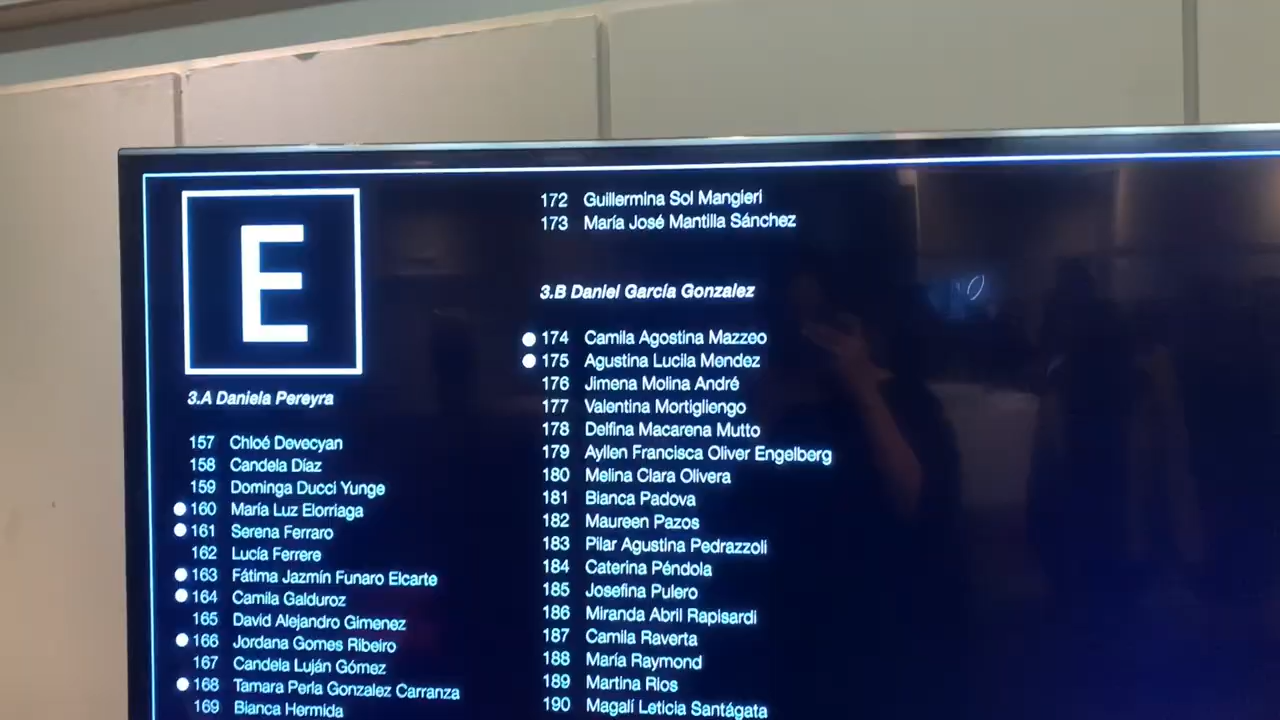 E
3.A Daniela Pereyra
157 Chloé Devecyan
158 Candela Díaz
159 Dominga Ducci Yunge
160 María Luz Elorriaga
161 Serena Ferraro
162 Lucía Ferrere
163 Fátima Jazmín Funaro Elcarte
164 Camila Galduroz
165 David Alejandro Gimenez
166 Jordana Gomes Ribeiro
167 Candela Luján Gómez
168 Tamara Perla Gonzalez Carranza
169 Bianca Hermida
172 Guillermina Sol Mangieri
173 María José Mantilla Sánchez
3.B Daniel García Gonzalez
174 Camila Agostina Mazzeo
175 Agustina Lucila Mendez
176 Jimena Molina André
177 Valentina Mortigliengo
178 Delfina Macarena Mutto
179 Ayllen Francisca Oliver Engelberg
180 Melina Clara Olivera
181 Bianca Padova
182 Maureen Pazos
183 Pilar Agustina Pedrazzoli
184 Caterina Péndola
185 Josefina Pulero
186 Miranda Abril Rapisardi
187 Camila Raverta
188 María Raymond
189 Martina Rios
190 Magalí Leticia Santágata